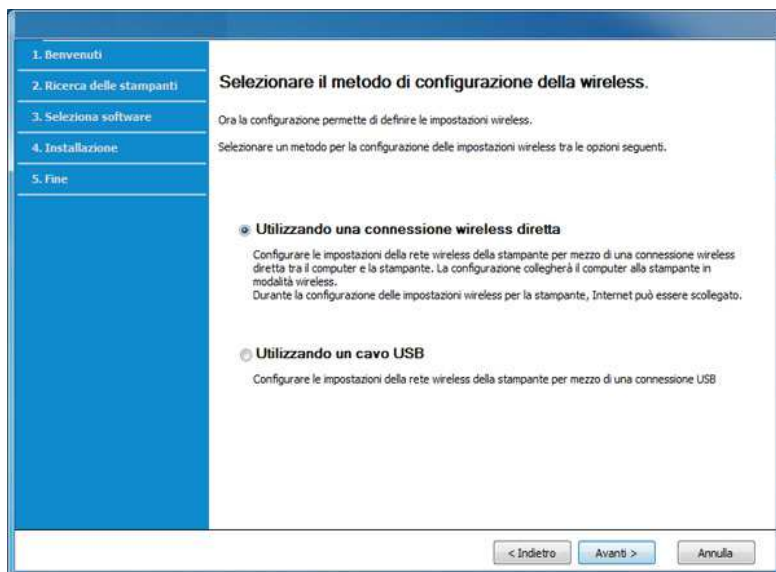 1. Benvenuti
2. Ricerca delle stampanti
3. Seleziona software
4. Installazione
5. Fine
Selezionare il metodo di configurazione della wireless.
Ora la configurazione permette di definire le impostazioni wireless.
Selezionare un metodo per la configurazione delle impostazioni wireless tra le opzioni seguenti.
Utilizzando una connessione wireless diretta
Configurare le impostazioni della rete wireless della stampante per mezzo di una connessione wireless
diretta tra il computer e la stampante. La configurazione collegherà il computer alla stampante in
modalità wireless.
Durante la configurazione delle impostazioni wireless per la stampante, Internet può essere scollegato.
Utilizzando un cavo USB
Configurare le impostazioni della rete wireless della stampante per mezzo di una connessione USB
< Indietro
Avanti >
Annulla